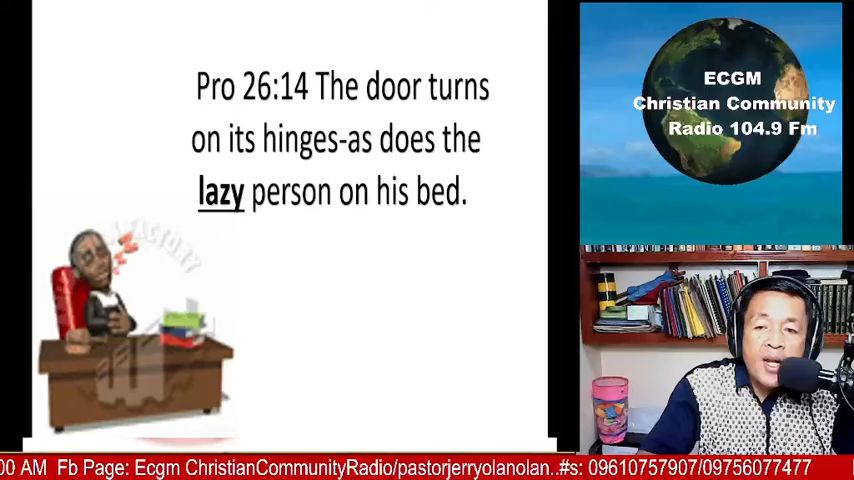 Pro 26:14 The door turns
on its hinges-as does the
lazy person on his bed.
ECGM
Christian Community
Radio 104.9 Fm
FACTORY
:00 AM Fb Page: Ecgm ChristianCommunityRadio/pastorjerryolanolan..#s: 09610757907/09756077477